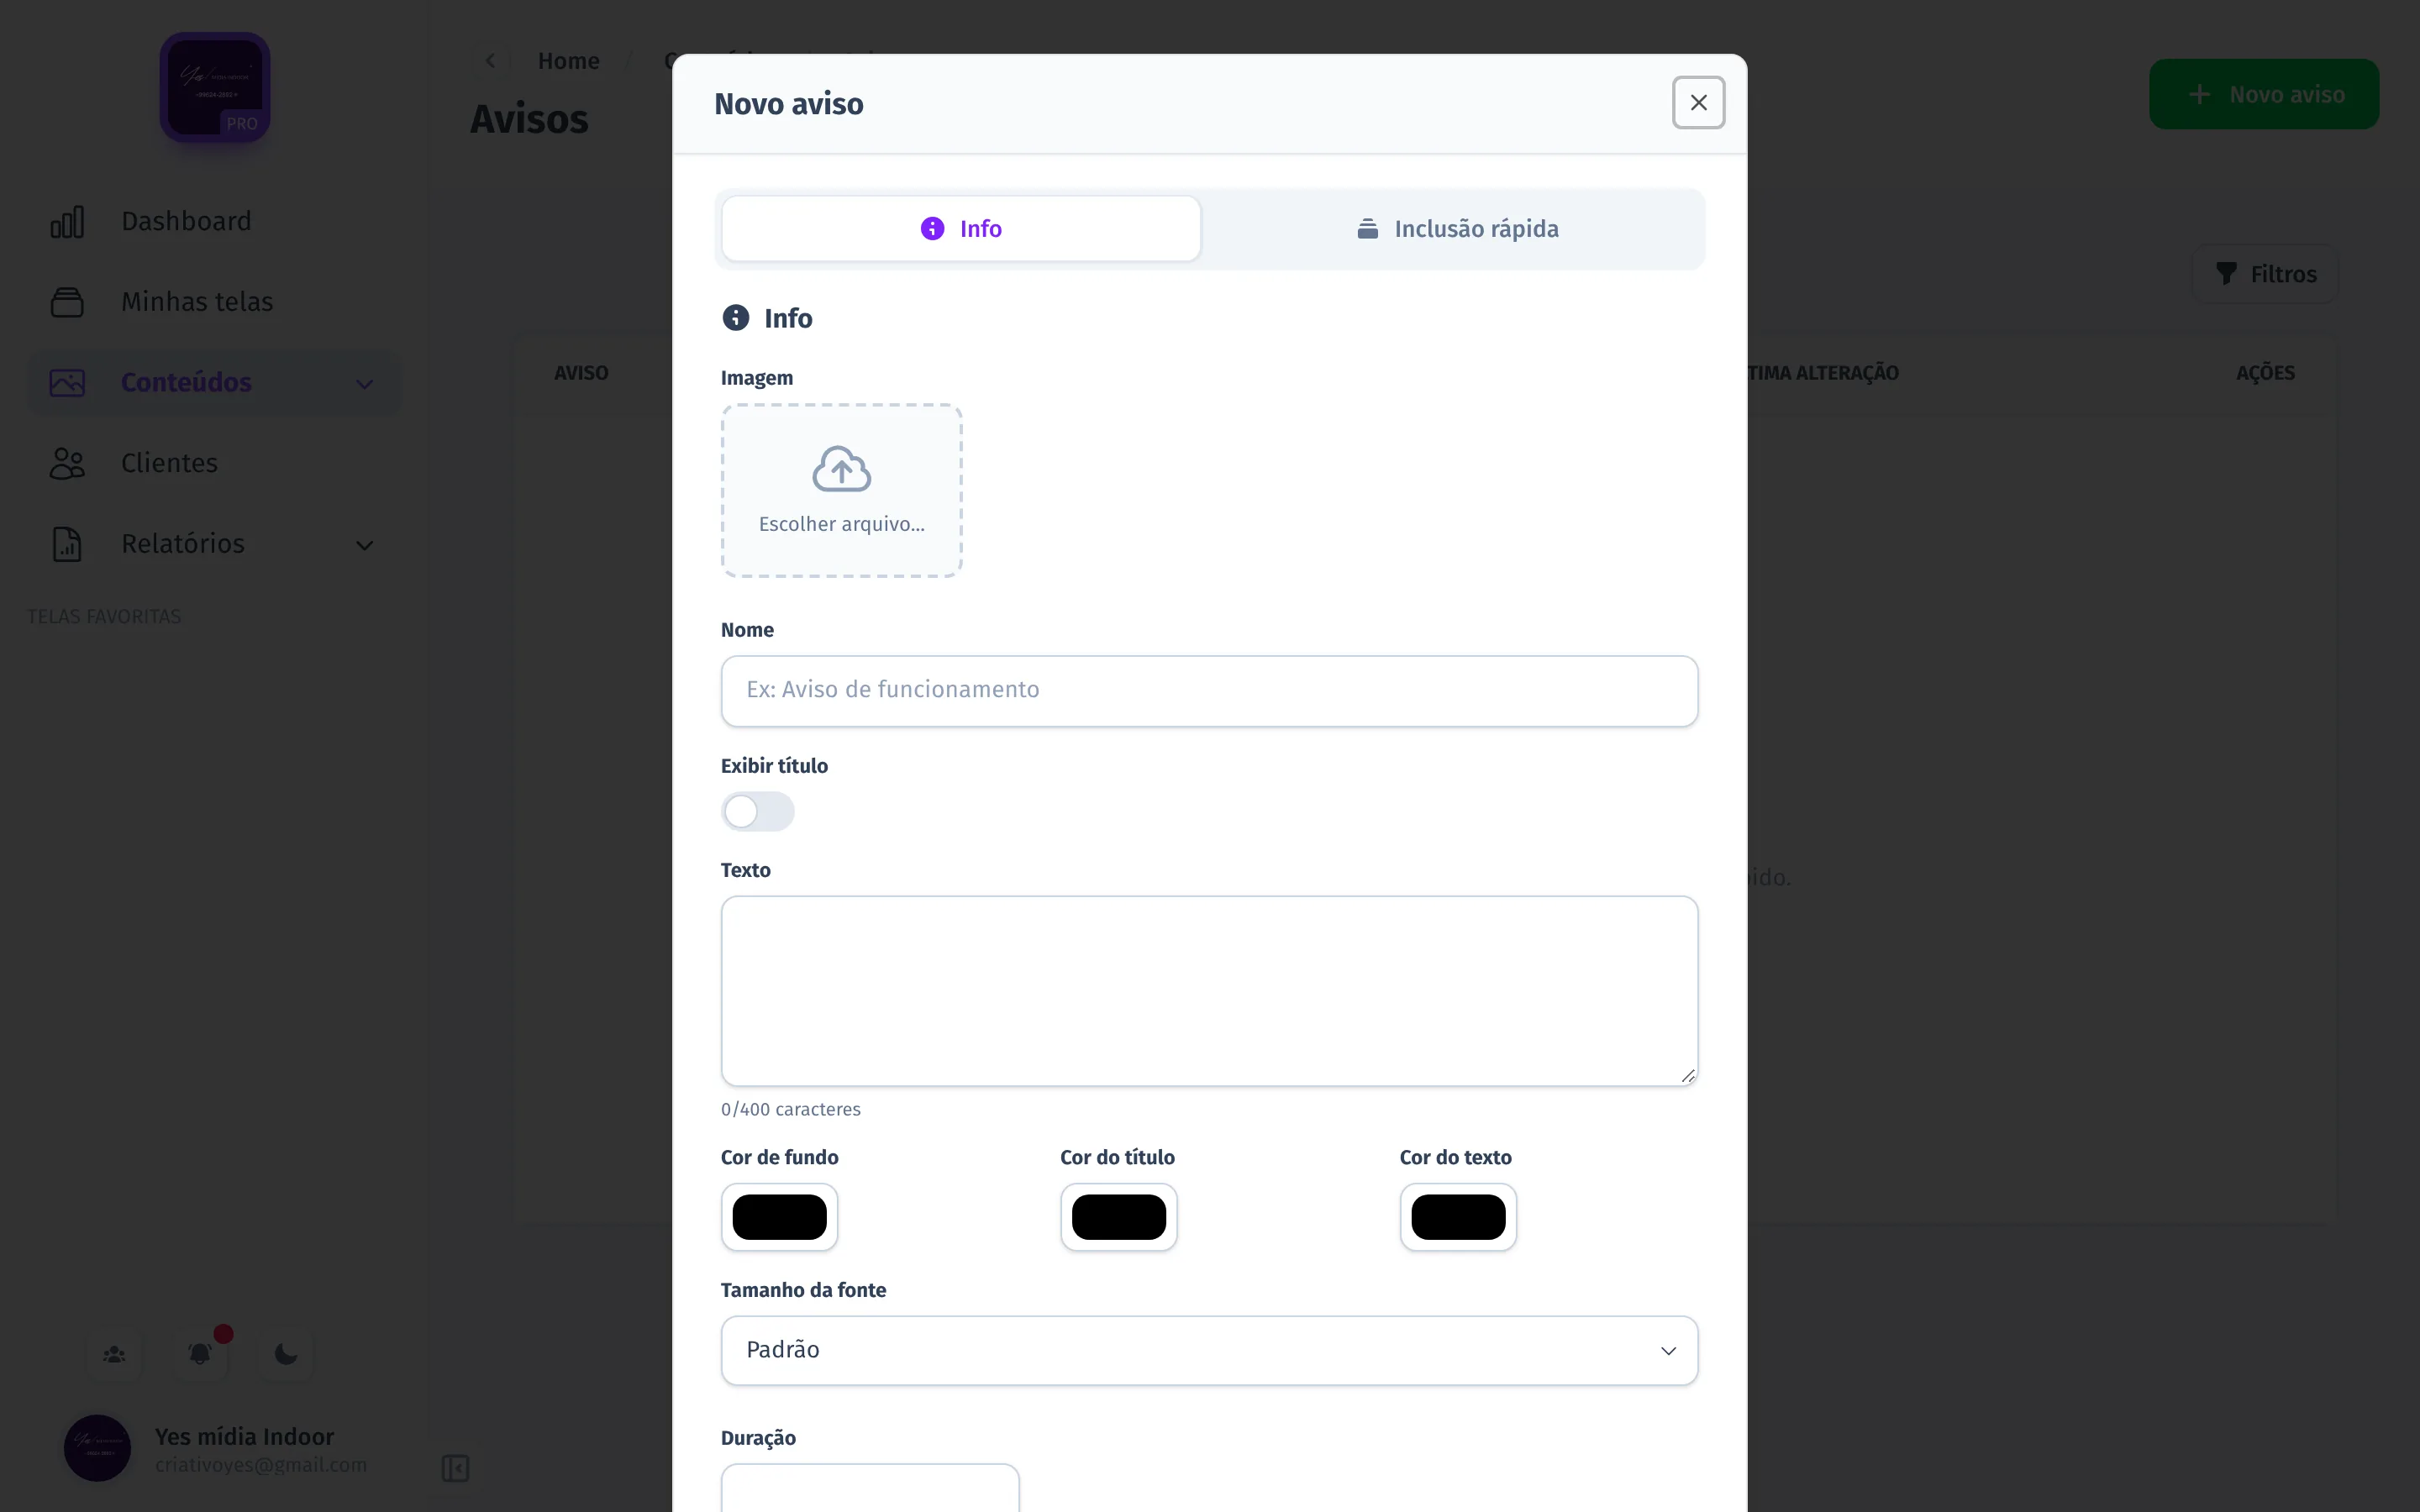 Yes
PRO
Home /
Avisos
Novo aviso
Dashboard
Minhas telas
Conteúdos
Clientes
Relatórios
TELAS FAVORITAS
Filtros
AVISO
TIMA ALTERAÇÃO
AÇÕES
ido.
Novo aviso
Info
Inclusão rápida
Info
Imagem
Escolher arquivo...
Nome
Ex: Aviso de funcionamento
Exibir título
Texto
0/400 caracteres
Cor de fundo
Cor do título
Cor do texto
Tamanho da fonte
Padrão
Duração
Yes mídia Indoor
criativoyes@gmail.com